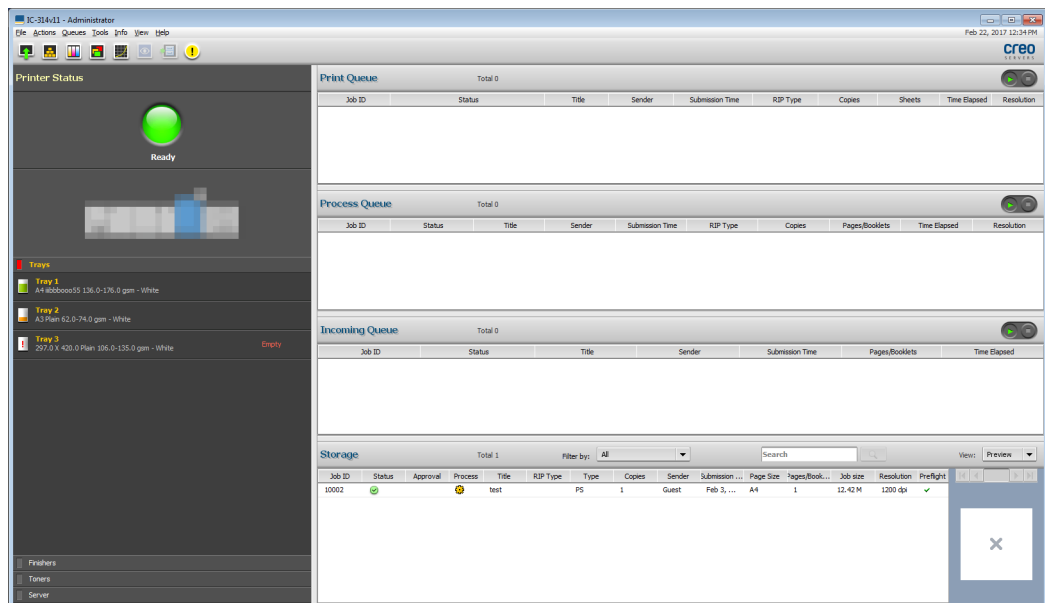 IC-314v11 - Administrator
File Actions Queues Tools Info View Help
Feb 22, 2017 12:34 PM
creo
SERVERS
Printer Status
Ready
Trays
Tray 1
A4 iibbbooo55 136.0-176.0 gsm - White
Tray 2
A3 Plain 62.0-74.0 gsm - White
Tray 3
297.0 X 420.0 Plain 106.0-135.0 gsm - White
Empty
Finishers
Toners
Server
Print Queue Total 0
Job ID Status Title Sender Submission Time RIP Type Copies Sheets Time Elapsed Resolution
Process Queue Total 0
Job ID Status Title Sender Submission Time RIP Type Copies Pages/Booklets Time Elapsed Resolution
Incoming Queue Total 0
Job ID Status Title Sender Submission Time Pages/Booklets Time Elapsed
Storage Total 1 Filter by: All Search View: Preview
Job ID Status Approval Process Title RIP Type Type Copies Sender Submission ... Page Size Pages/Book... Job size Resolution Preflight
10002 test PS 1 Guest Feb 3, ... A4 1 12.42 M 1200 dpi